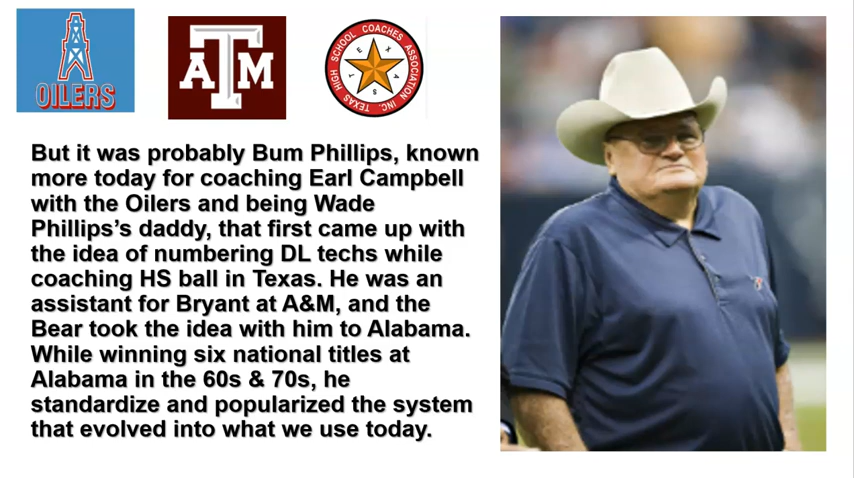 OILERS
ATM
TEXAS HIGH SCHOOL COACHES ASSOCIATION INC.
But it was probably Bum Phillips, known
more today for coaching Earl Campbell
with the Oilers and being Wade
Phillips’s daddy, that first came up with
the idea of numbering DL techs while
coaching HS ball in Texas. He was an
assistant for Bryant at A&M, and the
Bear took the idea with him to Alabama.
While winning six national titles at
Alabama in the 60s & 70s, he
standardize and popularized the system
that evolved into what we use today.